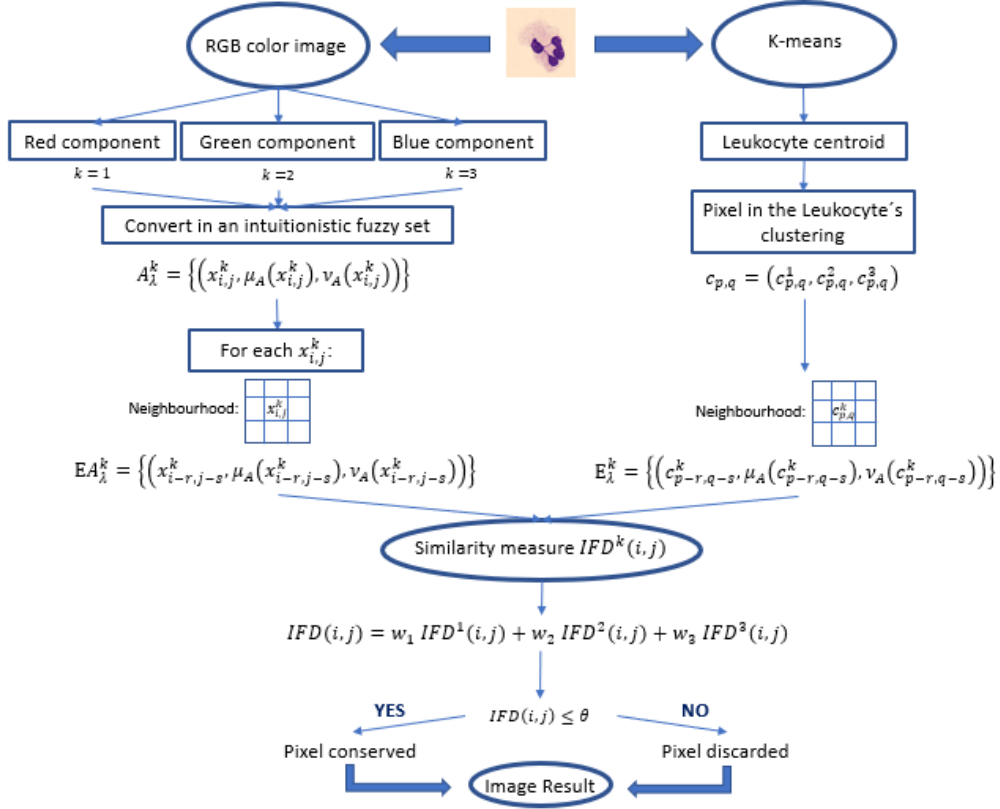 RGB color image
K-means
Red component
Green component
Blue component
Leukocyte centroid
k = 1
k =2
k =3
Convert in an intuitionistic fuzzy set
Pixel in the Leukocyte´s
clustering
A_λ^k = {(x_{i,j}^k, μ_A(x_{i,j}^k), ν_A(x_{i,j}^k))}
c_{p,q} = (c_{p,q}^1, c_{p,q}^2, c_{p,q}^3)
For each x_{i,j}^k:
Neighbourhood:
x_{i,j}^k
Neighbourhood:
c_{p,q}^k
EA_λ^k = {(x_{i-r,j-s}^k, μ_A(x_{i-r,j-s}^k), ν_A(x_{i-r,j-s}^k))}
E_λ^k = {(c_{p-r,q-s}^k, μ_A(c_{p-r,q-s}^k), ν_A(c_{p-r,q-s}^k))}
Similarity measure IFD^k(i,j)
IFD(i,j) = w_1 IFD^1(i,j) + w_2 IFD^2(i,j) + w_3 IFD^3(i,j)
YES
IFD(i,j) ≤ θ
NO
Pixel conserved
Pixel discarded
Image Result